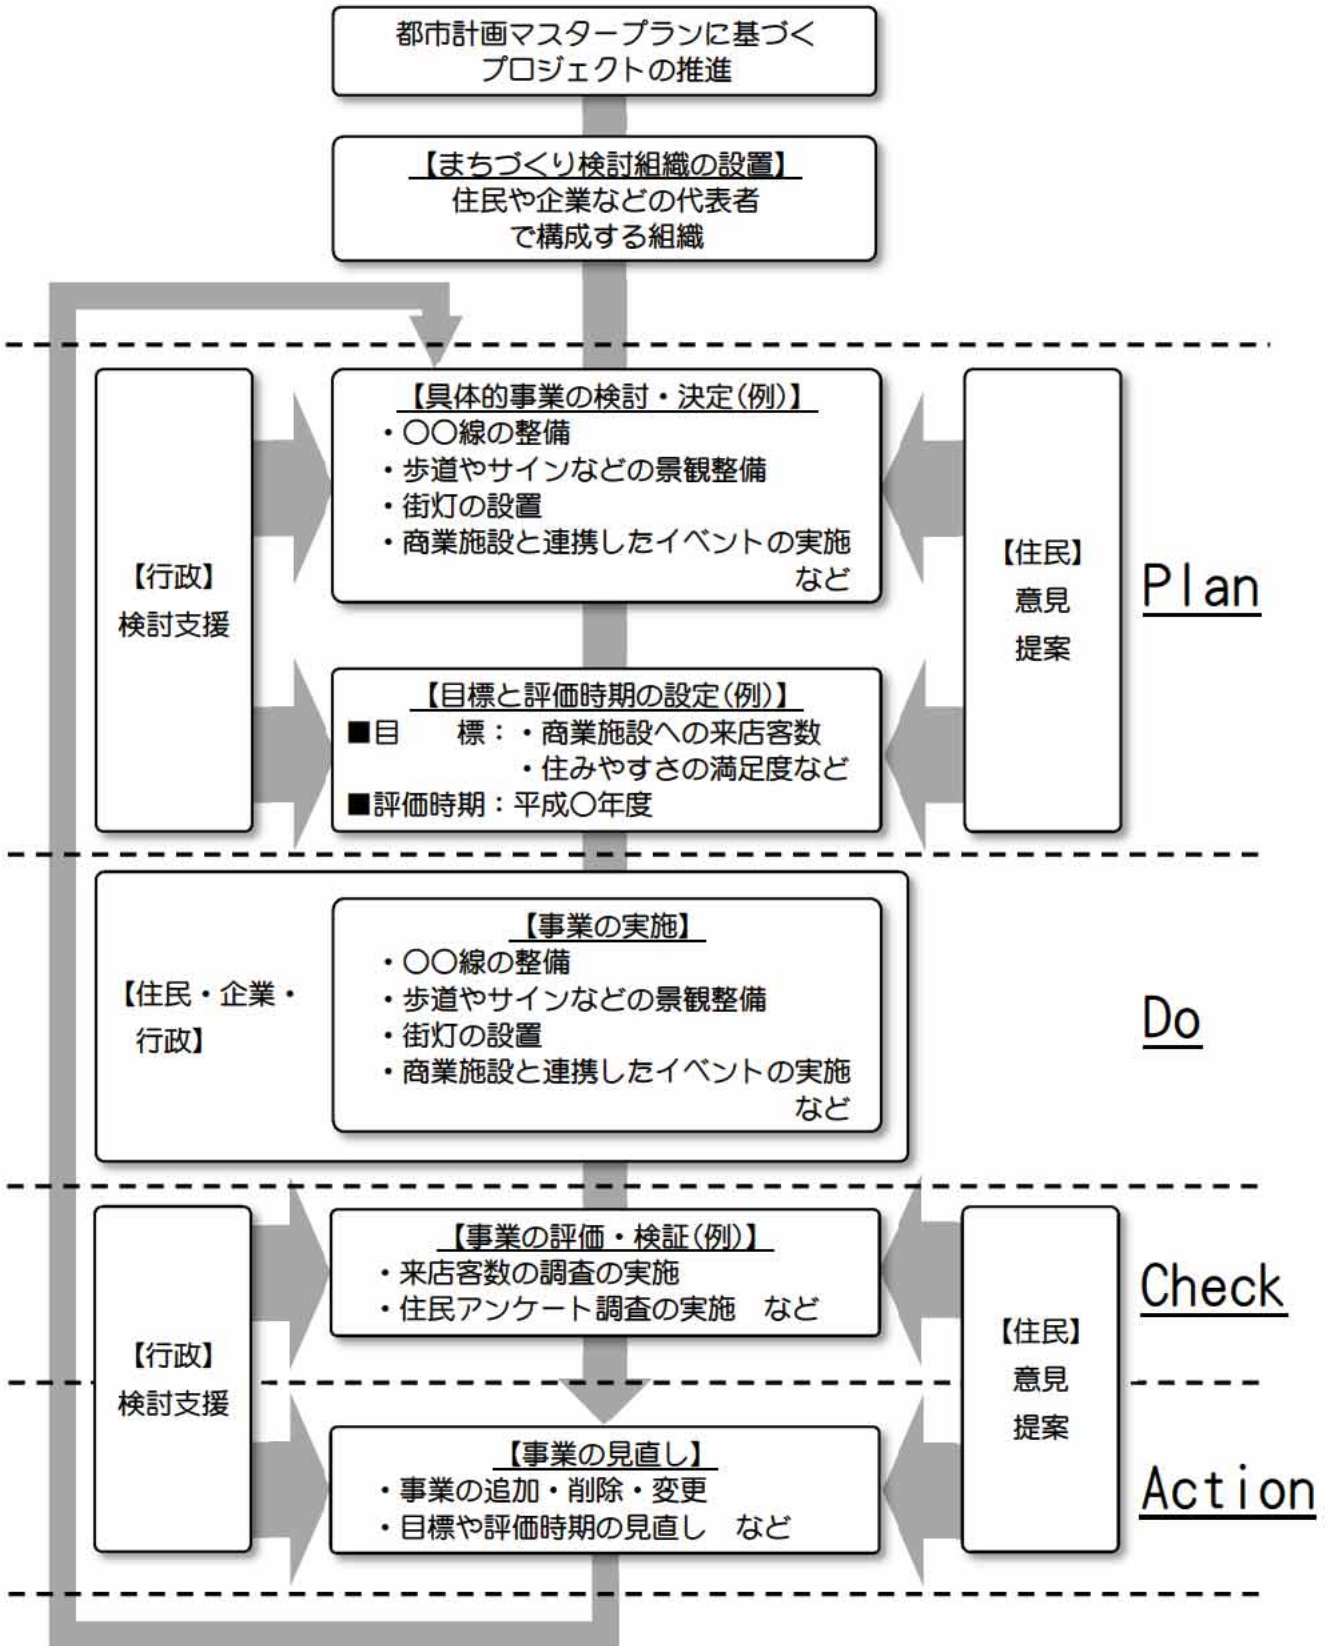 都市計画マスタープランに基づく
プロジェクトの推進
【まちづくり検討組織の設置】
住民や企業などの代表者
で構成する組織
【行政】
検討支援
【具体的事業の検討・決定(例)】
・〇〇線の整備
・歩道やサインなどの景観整備
・街灯の設置
・商業施設と連携したイベントの実施
など
【目標と評価時期の設定(例)】
■目　　標：・商業施設への来店客数
・住みやすさの満足度など
■評価時期：平成〇年度
【住民】
意見
提案
Plan
【住民・企業・
行政】
【事業の実施】
・〇〇線の整備
・歩道やサインなどの景観整備
・街灯の設置
・商業施設と連携したイベントの実施
など
Do
【行政】
検討支援
【事業の評価・検証(例)】
・来店客数の調査の実施
・住民アンケート調査の実施　など
【住民】
意見
提案
Check
【事業の見直し】
・事業の追加・削除・変更
・目標や評価時期の見直し　など
Action